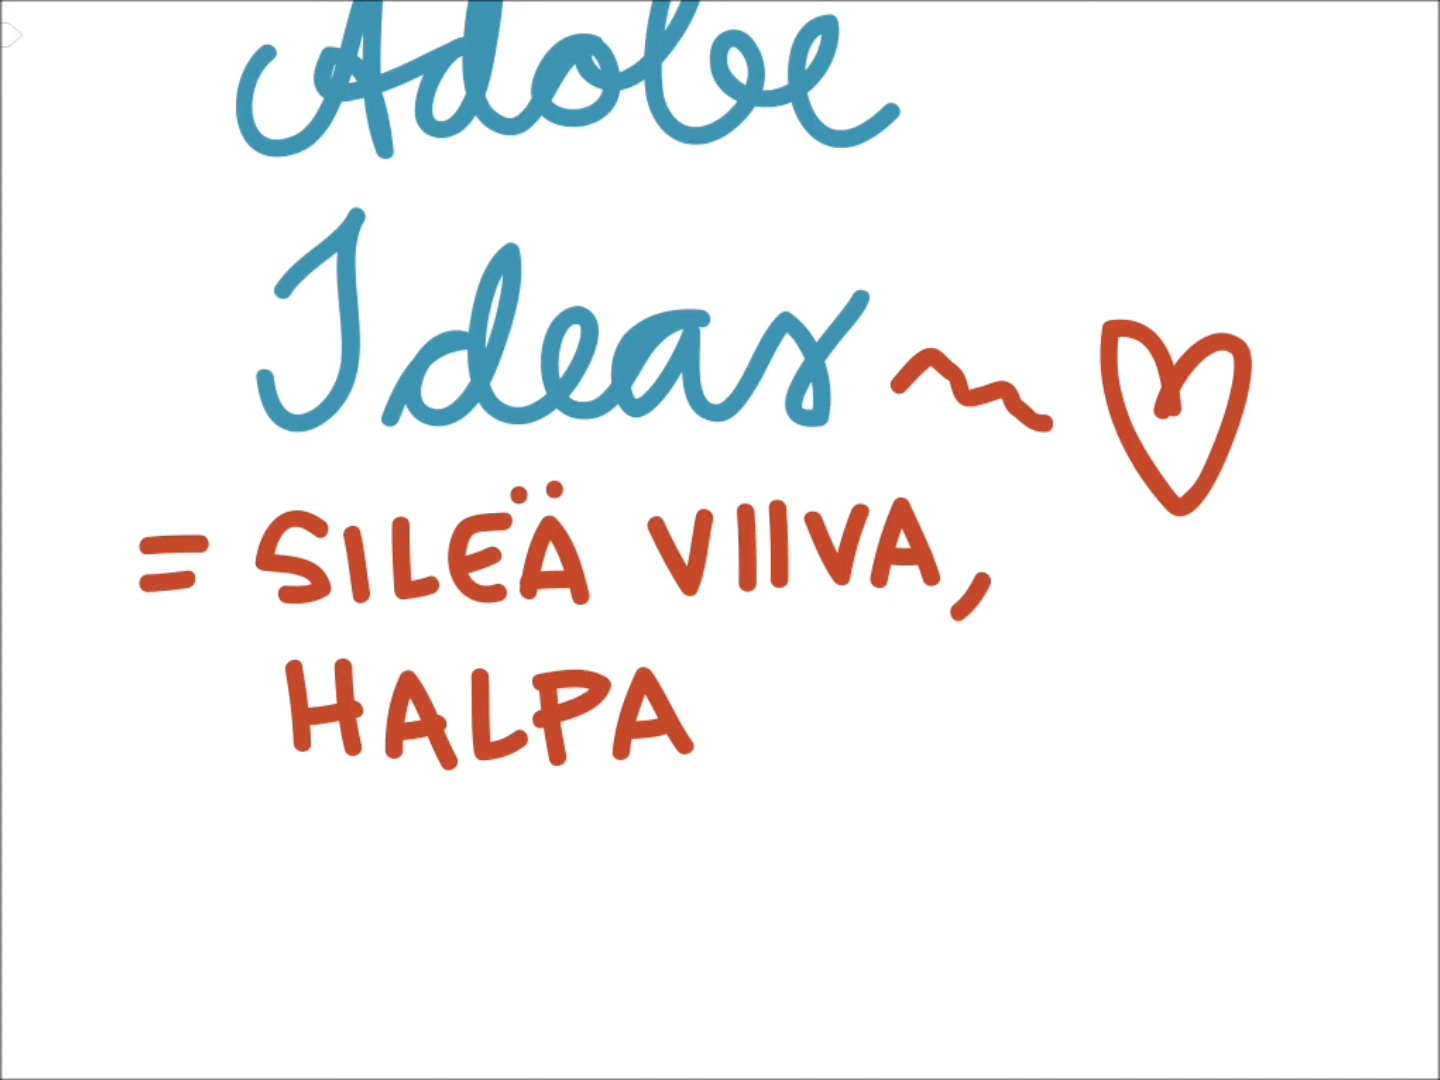 Adobe
Ideas
= SILEÄ VIIVA,
HALPA